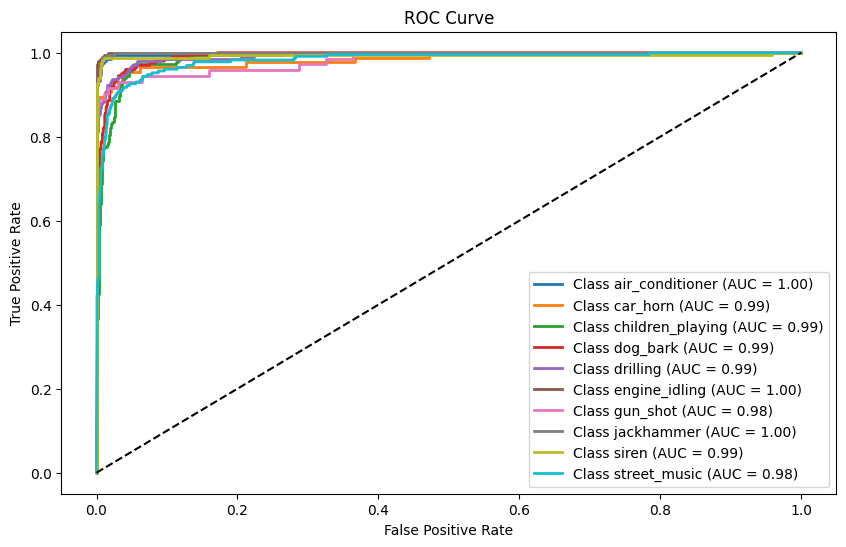 ROC Curve
1.0
0.8
0.6
0.4
0.2
0.0
True Positive Rate
Class air_conditioner (AUC = 1.00)
Class car_horn (AUC = 0.99)
Class children_playing (AUC = 0.99)
Class dog_bark (AUC = 0.99)
Class drilling (AUC = 0.99)
Class engine_idling (AUC = 1.00)
Class gun_shot (AUC = 0.98)
Class jackhammer (AUC = 1.00)
Class siren (AUC = 0.99)
Class street_music (AUC = 0.98)
0.0 0.2 0.4 0.6 0.8 1.0
False Positive Rate